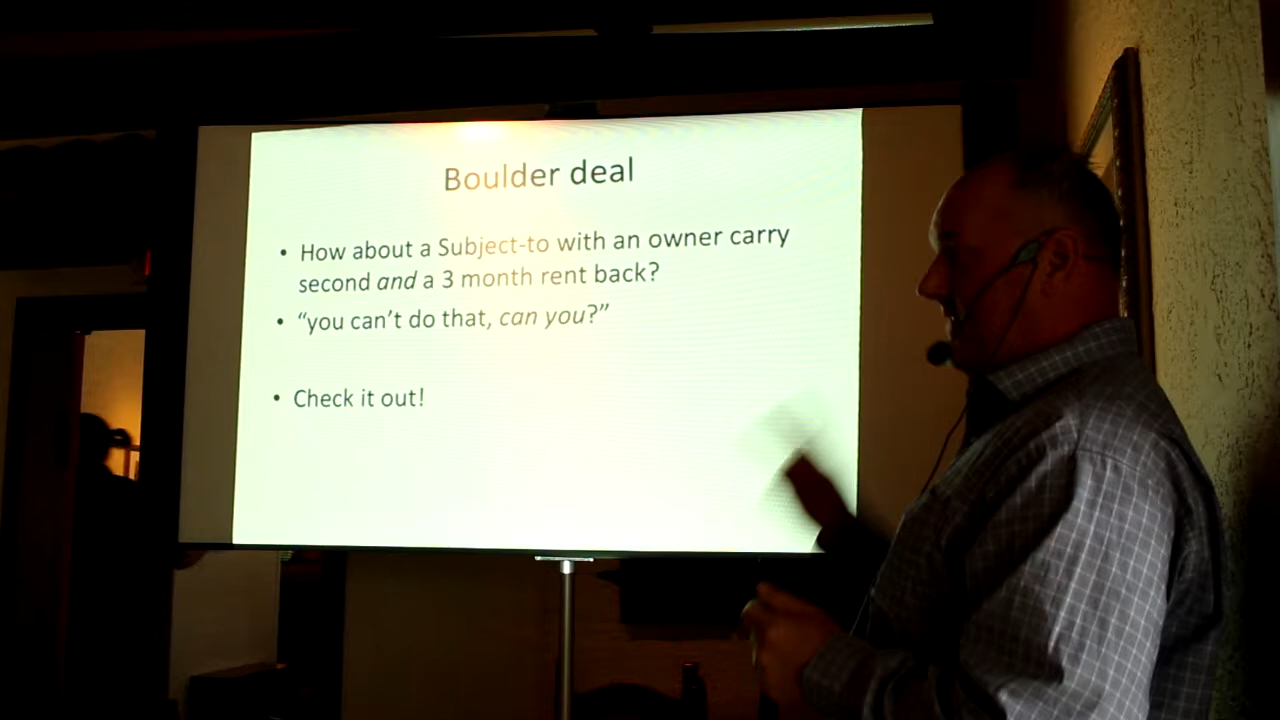 Boulder deal
• How about a Subject-to with an owner carry
second and a 3 month rent back?
• “you can’t do that, can you?”
• Check it out!